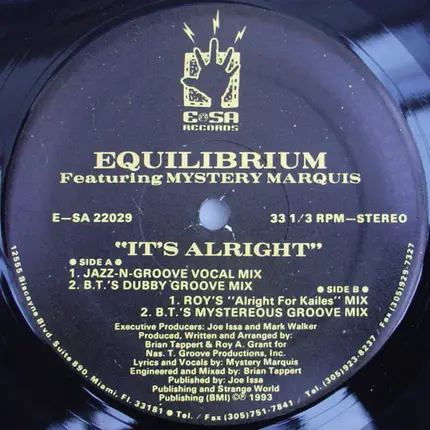 E-SA
RECORDS
EQUILIBRIUM
Featuring MYSTERY MARQUIS
E-SA 22029
33 1/3 RPM-STEREO
"IT'S ALRIGHT"
● SIDE A ●
1. JAZZ-N-GROOVE VOCAL MIX
2. B.T.'S DUBBY GROOVE MIX
● SIDE B ●
1. ROY'S "Alright For Kailes" MIX
2. B.T.'S MYSTEREOUS GROOVE MIX
Executive Producers: Joe Issa and Mark Walker
Produced, Written and Arranged by:
Brian Tappert & Roy A. Grant for
Nas. T. Groove Productions, Inc.
Lyrics and Vocals by: Mystery Marquis
Engineered and Mixed by: Brian Tappert
Published by: Joe Issa
Publishing and Strange World
Publishing (BMI) ©℗ 1993
12555 Biscayne Blvd. Suite 890, Miami, Fl. 33181 ● Tel./ Fax (305)751-7841/ Tel. (305)923-8237/ Fax (305)929-7327